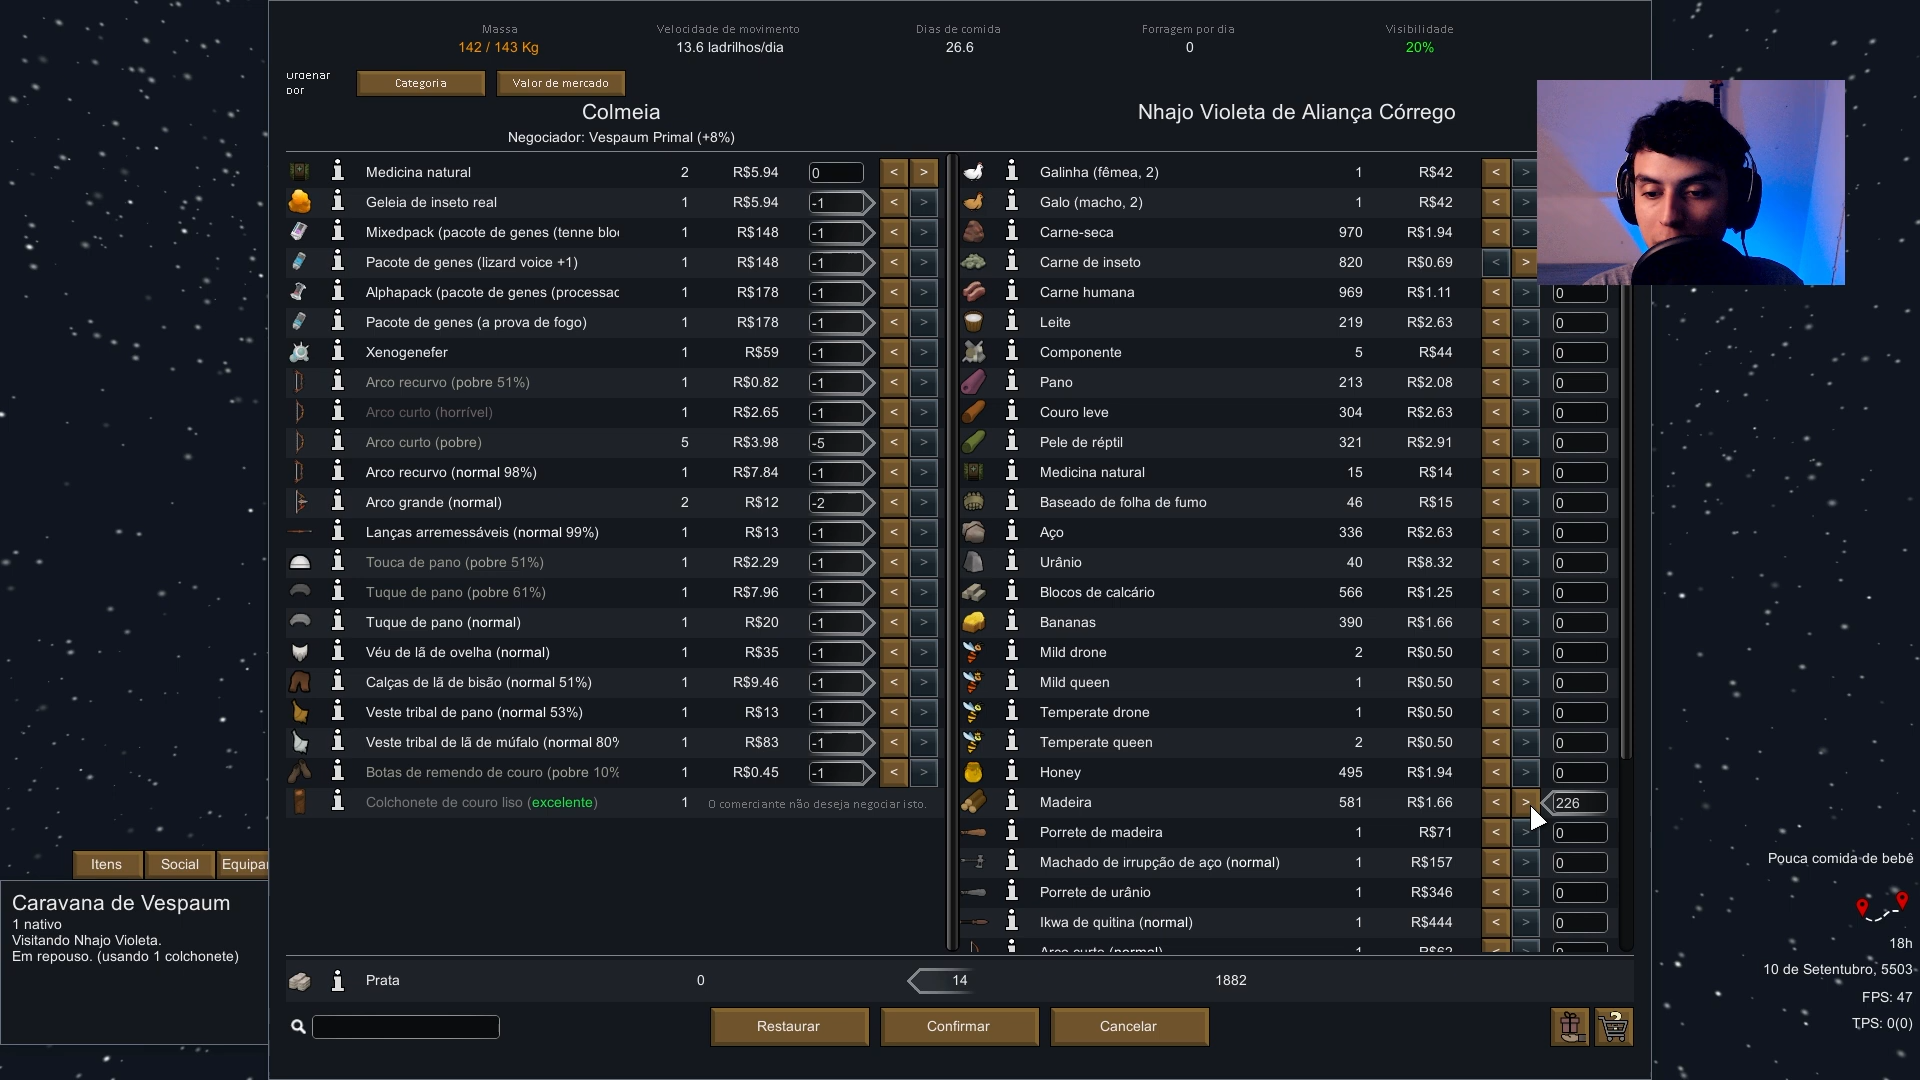 Massa
142 / 143 Kg
Velocidade de movimento
13.6 ladrilhos/dia
Dias de comida
26.6
Forragem por dia
0
Visibilidade
20%
Ordenar por
Categoria
Valor de mercado
Colmeia
Negociador: Vespaum Primal (+8%)
Nhajo Violeta de Aliança Córrego
Medicina natural 2 R$5.94 0 < >
Geleia de inseto real 1 R$5.94 -1 < >
Mixedpack (pacote de genes (tenne bloo 1 R$148 -1 < >
Pacote de genes (lizard voice +1) 1 R$148 -1 < >
Alphapack (pacote de genes (processac 1 R$178 -1 < >
Pacote de genes (a prova de fogo) 1 R$178 -1 < >
Xenogenefer 1 R$59 -1 < >
Arco recurvo (pobre 51%) 1 R$0.82 -1 < >
Arco curto (horrível) 1 R$2.65 -1 < >
Arco curto (pobre) 5 R$3.98 -5 < >
Arco recurvo (normal 98%) 1 R$7.84 -1 < >
Arco grande (normal) 2 R$12 -2 < >
Lanças arremessáveis (normal 99%) 1 R$13 -1 < >
Touca de pano (pobre 51%) 1 R$2.29 -1 < >
Tuque de pano (pobre 61%) 1 R$7.96 -1 < >
Tuque de pano (normal) 1 R$20 -1 < >
Véu de lã de ovelha (normal) 1 R$35 -1 < >
Calças de lã de bisão (normal 51%) 1 R$9.46 -1 < >
Veste tribal de pano (normal 53%) 1 R$13 -1 < >
Veste tribal de lã de múfalo (normal 80% 1 R$83 -1 < >
Botas de remendo de couro (pobre 10% 1 R$0.45 -1 < >
Colchonete de couro liso (excelente) 1 O comerciante não deseja negociar isto.
Galinha (fêmea, 2) 1 R$42 < >
Galo (macho, 2) 1 R$42 < >
Carne-seca 970 R$1.94 < >
Carne de inseto 820 R$0.69 < >
Carne humana 969 R$1.11 < > 0
Leite 219 R$2.63 < > 0
Componente 5 R$44 < > 0
Pano 213 R$2.08 < > 0
Couro leve 304 R$2.63 < > 0
Pele de réptil 321 R$2.91 < > 0
Medicina natural 15 R$14 < > 0
Baseado de folha de fumo 46 R$15 < > 0
Aço 336 R$2.63 < > 0
Urânio 40 R$8.32 < > 0
Blocos de calcário 566 R$1.25 < > 0
Bananas 390 R$1.66 < > 0
Mild drone 2 R$0.50 < > 0
Mild queen 1 R$0.50 < > 0
Temperate drone 1 R$0.50 < > 0
Temperate queen 2 R$0.50 < > 0
Honey 495 R$1.94 < > 0
Madeira 581 R$1.66 < > 226
Porrete de madeira 1 R$71 < > 0
Machado de irrupção de aço (normal) 1 R$157 < > 0
Porrete de urânio 1 R$346 < > 0
Ikwa de quitina (normal) 1 R$444 < > 0
Arco curto (normal) 1 R$62 < > 0
Prata 0 14 1882
Restaurar
Confirmar
Cancelar
Itens
Social
Equipar
Caravana de Vespaum
1 nativo
Visitando Nhajo Violeta.
Em repouso. (usando 1 colchonete)
Pouca comida de bebê
18h
10 de Setentubro, 5503
FPS: 47
TPS: 0(0)